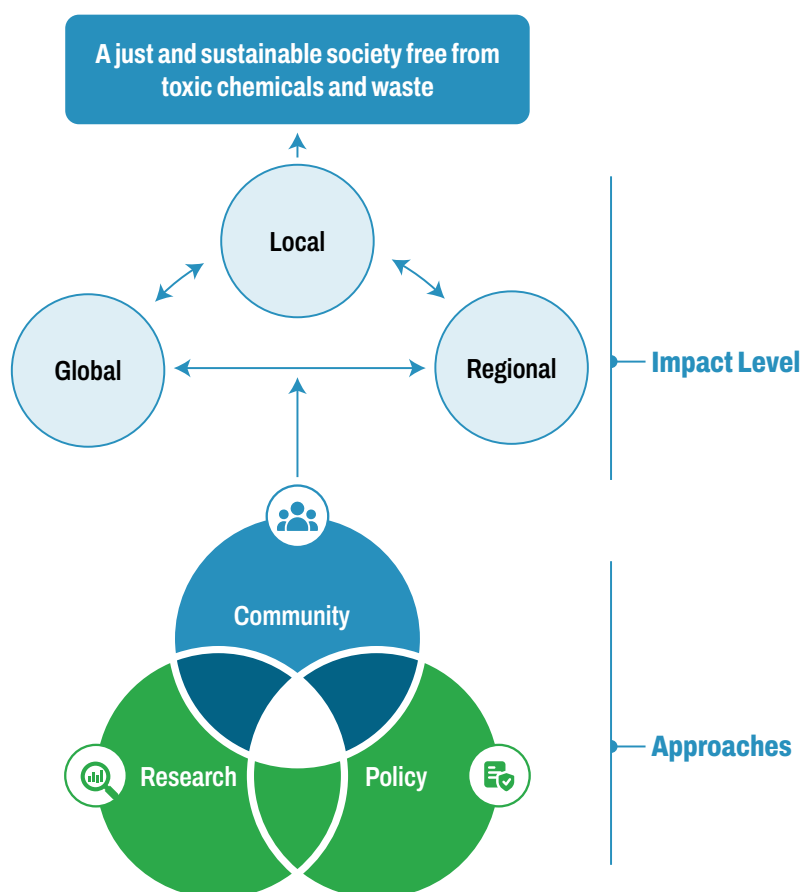 A just and sustainable society free from
toxic chemicals and waste
Local
Global
Regional
Impact Level
Community
Research
Policy
Approaches